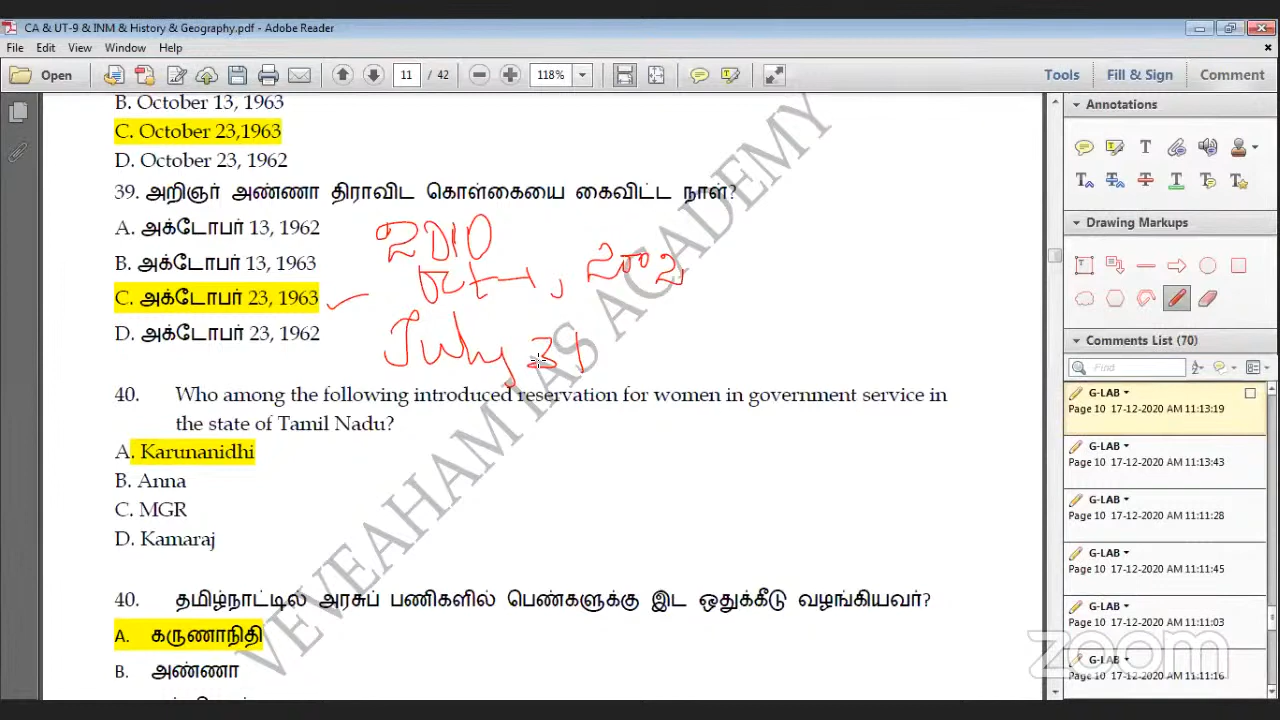 CA & UT-9 & INM & History & Geography.pdf - Adobe Reader
File Edit View Window Help
Open 11 / 42 118% Tools Fill & Sign Comment
B. October 13, 1963
C. October 23,1963
D. October 23, 1962
39. அறிஞர் அண்ணா திராவிட கொள்கையை கைவிட்ட நாள்?
A. அக்டோபர் 13, 1962
B. அக்டோபர் 13, 1963
C. அக்டோபர் 23, 1963
D. அக்டோபர் 23, 1962
2010
Oct , 2002
July 31
40. Who among the following introduced reservation for women in government service in
the state of Tamil Nadu?
A. Karunanidhi
B. Anna
C. MGR
D. Kamaraj
40. தமிழ்நாட்டில் அரசுப் பணிகளில் பெண்களுக்கு இட ஒதுக்கீடு வழங்கியவர்?
A. கருணாநிதி
B. அண்ணா
VEVEAHAM IAS ACADEMY
Annotations
Drawing Markups
Comments List (70)
Find
G-LAB
Page 10 17-12-2020 AM 11:13:19
G-LAB
Page 10 17-12-2020 AM 11:13:43
G-LAB
Page 10 17-12-2020 AM 11:11:28
G-LAB
Page 10 17-12-2020 AM 11:11:45
G-LAB
Page 10 17-12-2020 AM 11:11:03
G-LAB
Page 10 17-12-2020 AM 11:11:16
zoom